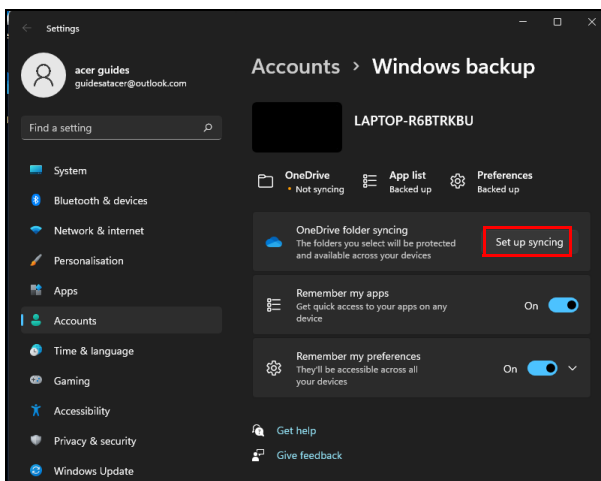 Settings
acer guides
guidesatacer@outlook.com
Find a setting
System
Bluetooth & devices
Network & internet
Personalisation
Apps
Accounts
Time & language
Gaming
Accessibility
Privacy & security
Windows Update
Accounts > Windows backup
LAPTOP-R6BTRKBU
OneDrive
• Not syncing
App list
Backed up
Preferences
Backed up
OneDrive folder syncing
The folders you select will be protected
and available across your devices
Set up syncing
Remember my apps
Get quick access to your apps on any
device
On
Remember my preferences
They'll be accessible across all
your devices
On
Get help
Give feedback